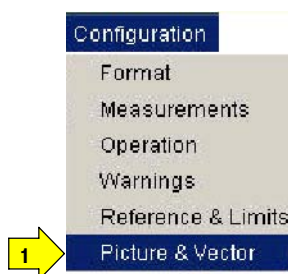 Configuration
Format
Measurements
Operation
Warnings
Reference & Limits
1 Picture & Vector